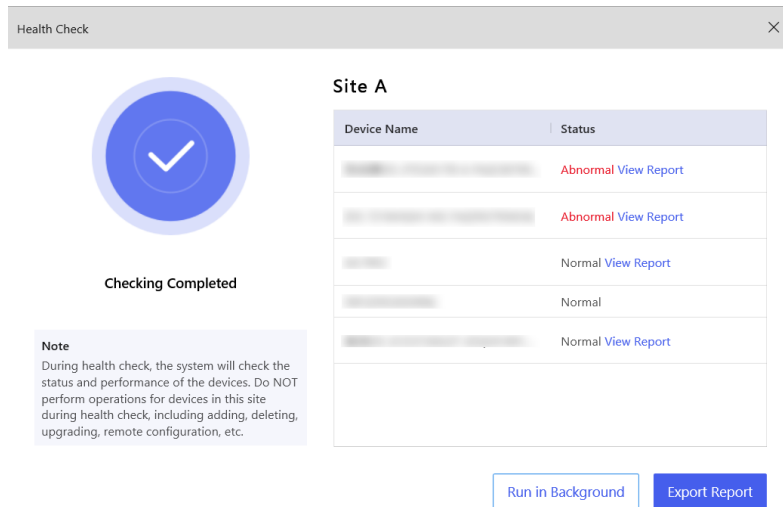 Health Check
Site A
Device Name Status
Abnormal View Report
Abnormal View Report
Normal View Report
Normal
Normal View Report
Checking Completed
Note
During health check, the system will check the
status and performance of the devices. Do NOT
perform operations for devices in this site
during health check, including adding, deleting,
upgrading, remote configuration, etc.
Run in Background Export Report